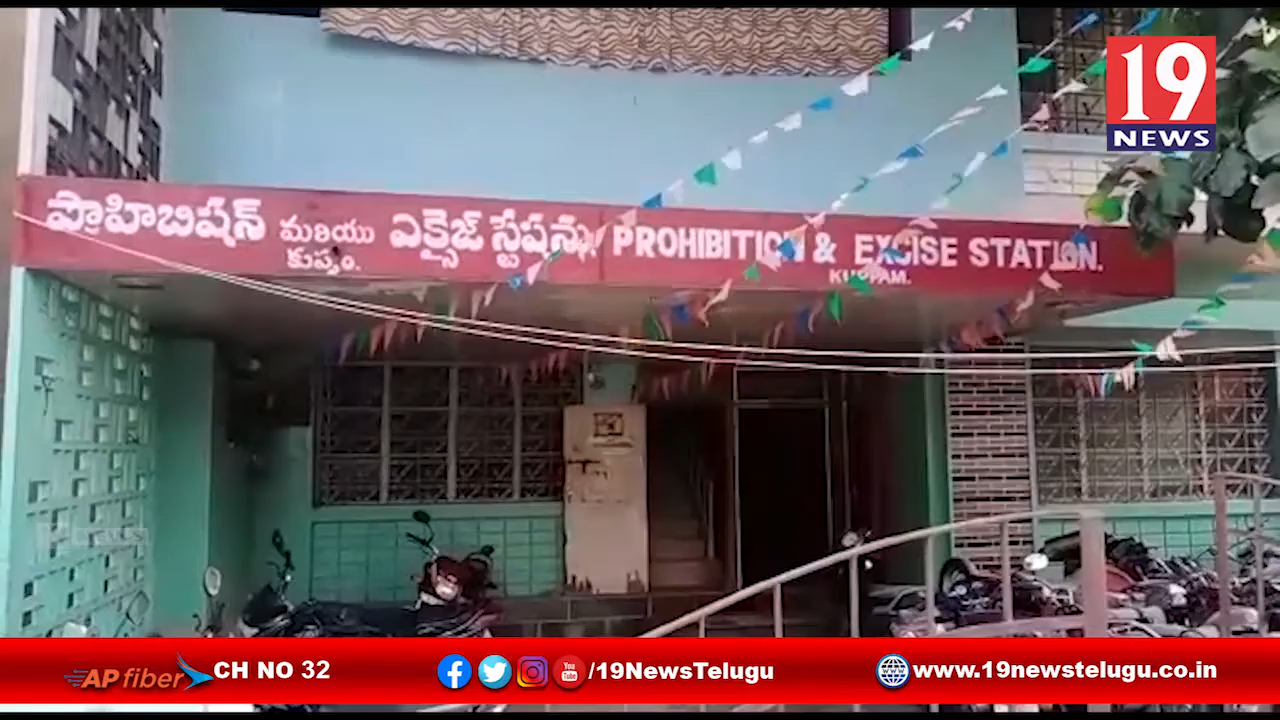 19
NEWS
ప్రొహిబిషన్ మరియు ఎక్సైజ్ స్టేషను/ PROHIBITION & EXCISE STATION.
కుప్పం.
KUPPAM.
AP fiber CH NO 32
/19NewsTelugu
www.19newstelugu.co.in